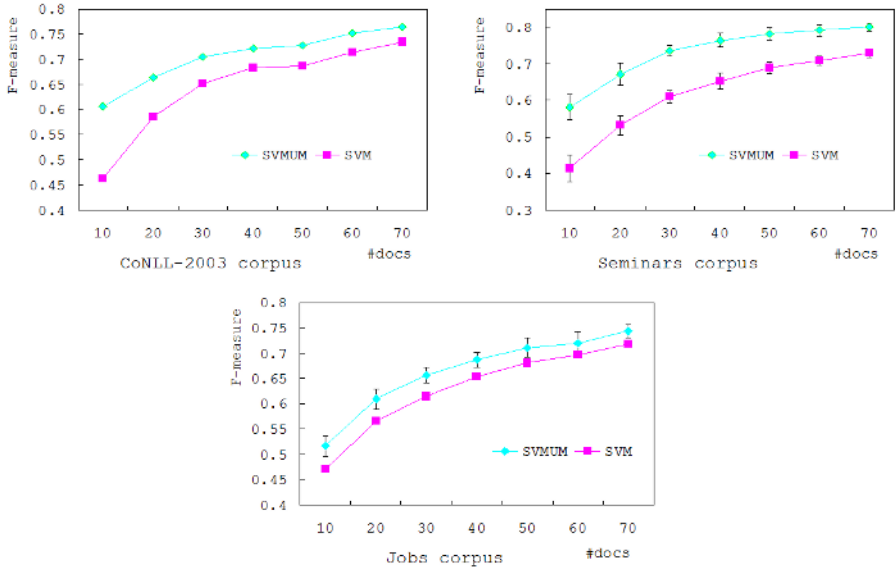 F-measure
0.8
0.75
0.7
0.65
0.6
0.55
0.5
0.45
0.4
SVMUM SVM
10 20 30 40 50 60 70
CoNLL-2003 corpus #docs
F-measure
0.8
0.7
0.6
0.5
0.4
0.3
SVMUM SVM
10 20 30 40 50 60 70
Seminars corpus #docs
F-measure
0.8
0.75
0.7
0.65
0.6
0.55
0.5
0.45
0.4
SVMUM SVM
10 20 30 40 50 60 70
Jobs corpus #docs